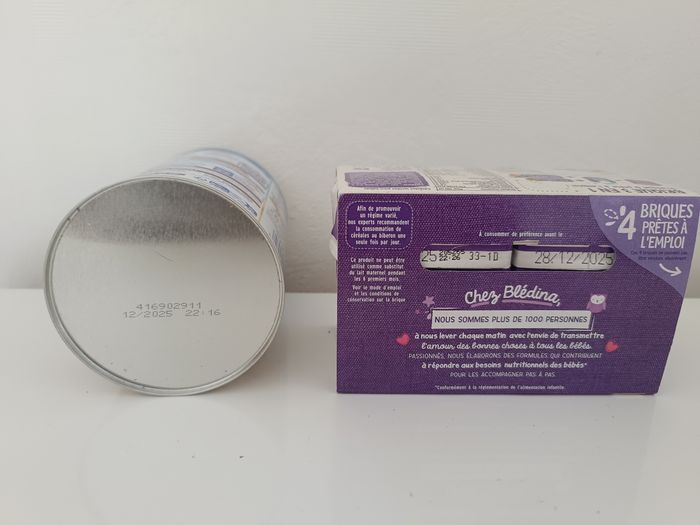 416902911
12/2025 22:16
Afin de promouvoir
un régime varié,
nos experts recommandent
la consommation de
céréales au biberon une
seule fois par jour.
Ce produit ne peut être
utilisé comme substitut
du lait maternel pendant
les 6 premiers mois.
Voir le mode d'emploi
et les conditions de
conservation sur la brique
À consommer de préférence avant le
33-1D
28/12/2025
4 BRIQUES
PRÊTES À
L'EMPLOI
Chez Blédina,
NOUS SOMMES PLUS DE 1000 PERSONNES
à nous lever chaque matin avec l'envie de transmettre
l'amour des bonnes choses à tous les bébés.
PASSIONNÉS, NOUS ÉLABORONS DES FORMULES QUI CONTRIBUENT
à répondre aux besoins nutritionnels des bébés*
POUR LES ACCOMPAGNER PAS À PAS.
*Conformément à la réglementation de l'alimentation infantile.